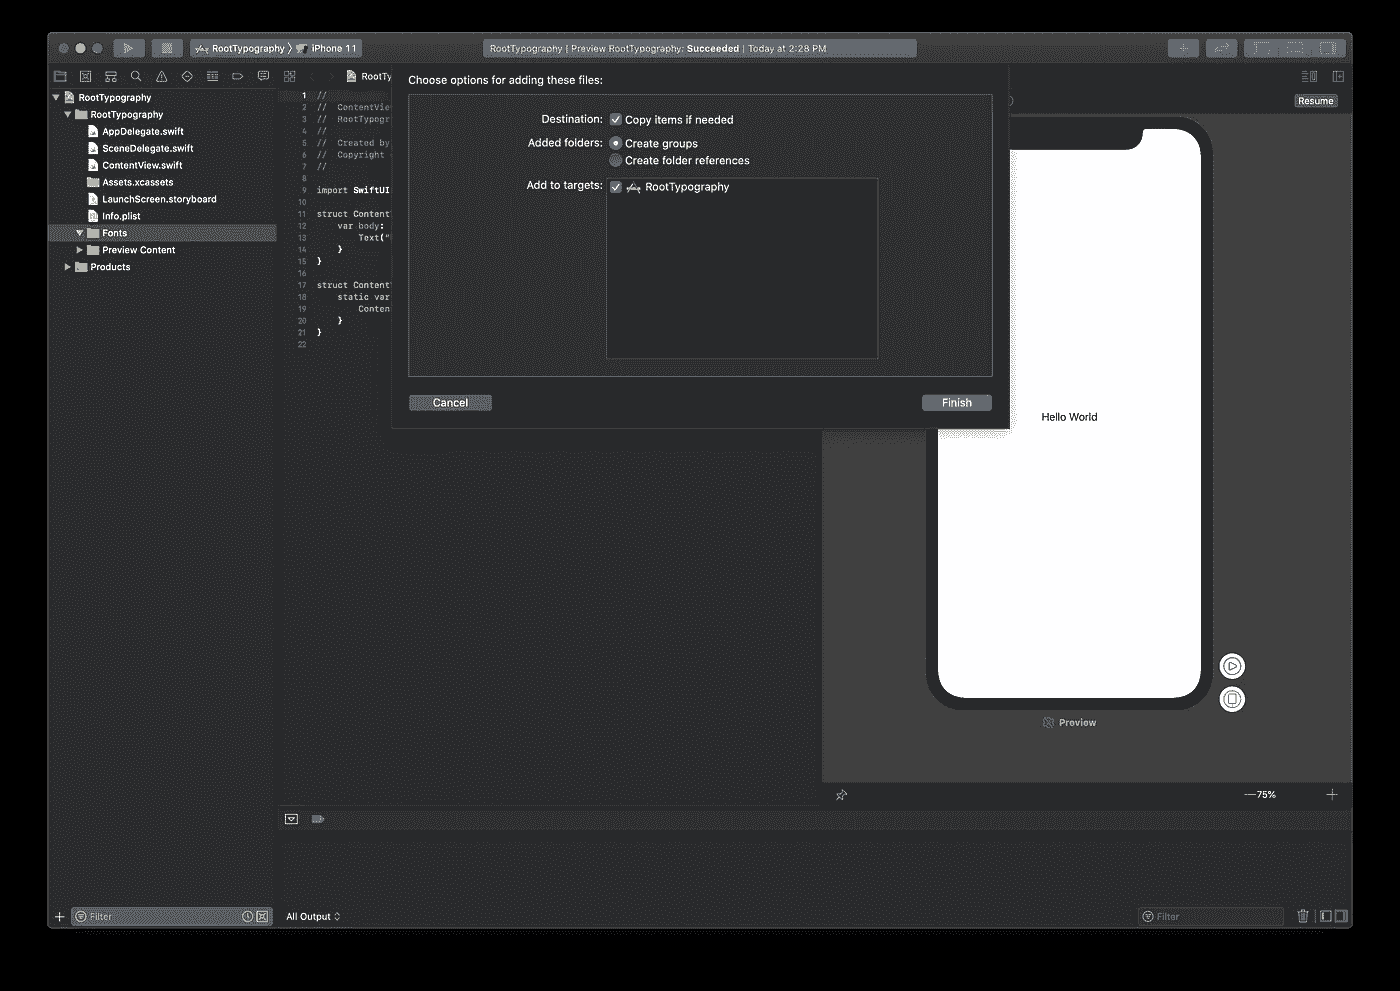 RootTypography 〉 iPhone 11
RootTypography | Preview RootTypography: Succeeded | Today at 2:28 PM
RootTy
Choose options for adding these files:
Resume
RootTypography
RootTypography
AppDelegate.swift
SceneDelegate.swift
ContentView.swift
Assets.xcassets
LaunchScreen.storyboard
Info.plist
Fonts
Preview Content
Products
1 //
2 // ContentVie
3 // RootTypogr
4 //
5 // Created by
6 // Copyright
7 //
8
9 import SwiftUI
10
11 struct Content
12 var body:
13 Text("
14 }
15 }
16
17 struct Content
18 static var
19 Conten
20 }
21 }
22
Destination: Copy items if needed
Added folders: Create groups
Create folder references
Add to targets: RootTypography
Cancel
Finish
Hello World
Preview
75%
Filter
All Output
Filter